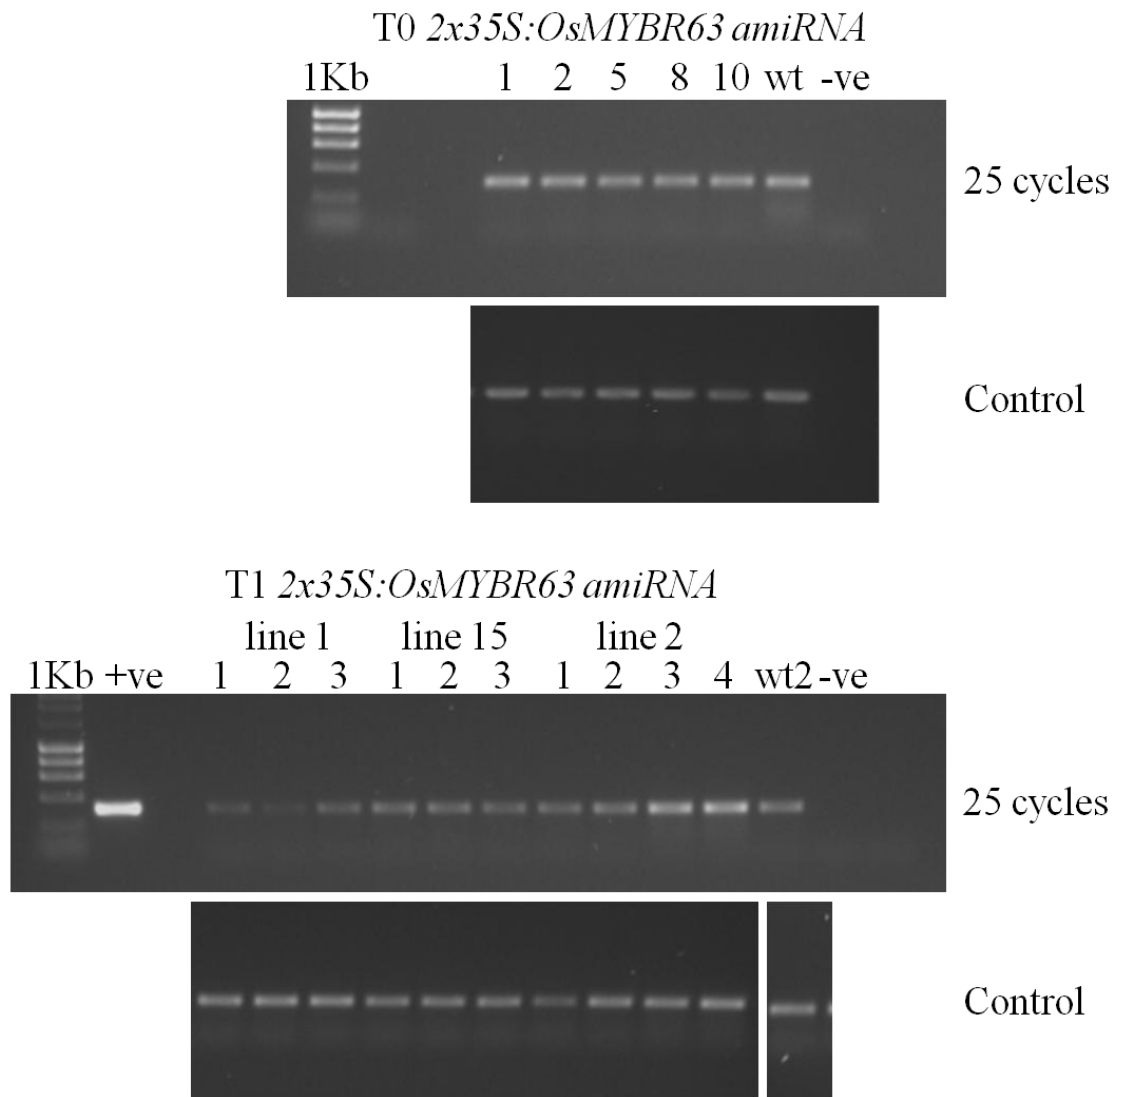 T0 2x35S:OsMYBR63 amiRNA
1Kb 1 2 5 8 10 wt -ve
25 cycles
Control
T1 2x35S:OsMYBR63 amiRNA
line 1 line 15 line 2
1Kb +ve 1 2 3 1 2 3 1 2 3 4 wt2 -ve
25 cycles
Control